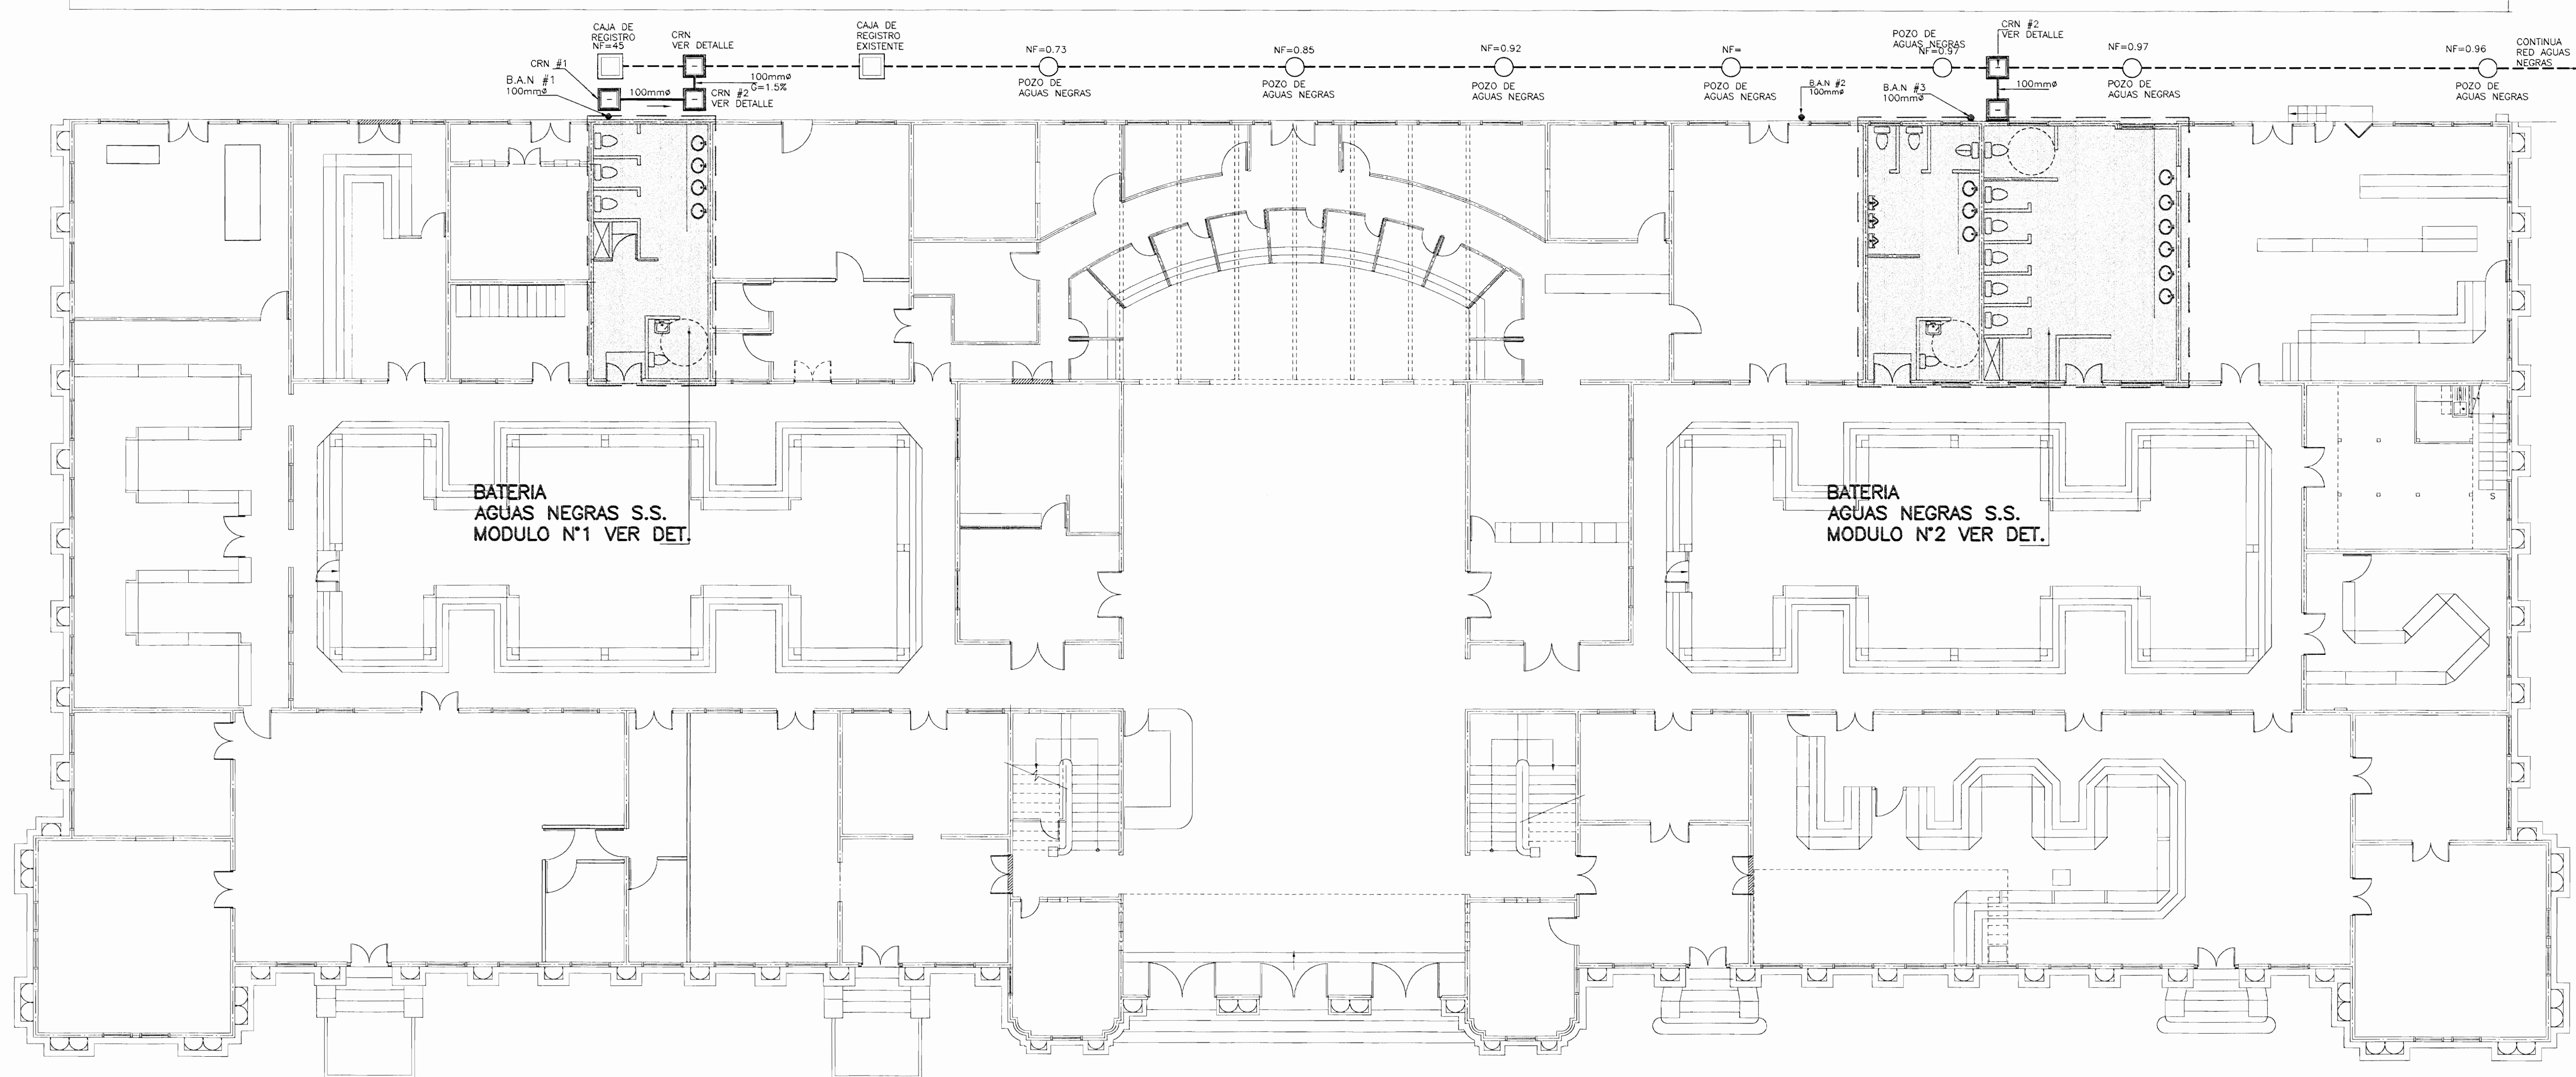 CAJA DE
REGISTRO
NF=45
CRN
VER DETALLE
CAJA DE
REGISTRO
EXISTENTE
CRN #1
B.A.N #1
100mmø
100mmø
100mmø
G=1.5%
CRN #2
VER DETALLE
NF=0.73
POZO DE
AGUAS NEGRAS
NF=0.85
POZO DE
AGUAS NEGRAS
NF=0.92
POZO DE
AGUAS NEGRAS
NF=
POZO DE
AGUAS NEGRAS
B.A.N #2
100mmø
POZO DE
AGUAS NEGRAS
NF=0.97
B.A.N #3
100mmø
CRN #2
VER DETALLE
100mmø
NF=0.97
POZO DE
AGUAS NEGRAS
NF=0.96
POZO DE
AGUAS NEGRAS
CONTINUA
RED AGUAS
NEGRAS
BATERIA
AGUAS NEGRAS S.S.
MODULO N°1 VER DET.
BATERIA
AGUAS NEGRAS S.S.
MODULO N°2 VER DET.
S